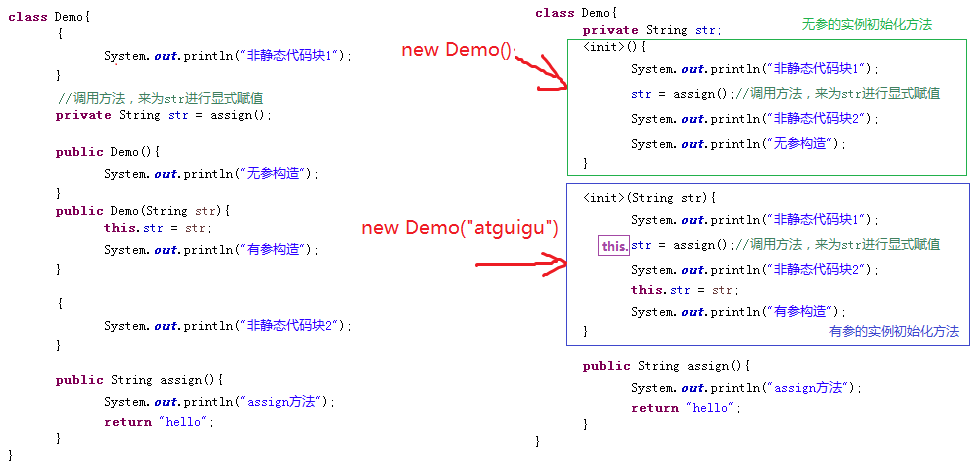 class Demo{
{
System.out.println("非静态代码块1");
}
//调用方法，来为str进行显式赋值
private String str = assign();
public Demo(){
System.out.println("无参构造");
}
public Demo(String str){
this.str = str;
System.out.println("有参构造");
}
{
System.out.println("非静态代码块2");
}
public String assign(){
System.out.println("assign方法");
return "hello";
}
}
new Demo()
new Demo("atguigu")
class Demo{
private String str;
无参的实例初始化方法
<init>(){
System.out.println("非静态代码块1");
str = assign();//调用方法，来为str进行显式赋值
System.out.println("非静态代码块2");
System.out.println("无参构造");
}
<init>(String str){
System.out.println("非静态代码块1");
this.str = assign();//调用方法，来为str进行显式赋值
System.out.println("非静态代码块2");
this.str = str;
System.out.println("有参构造");
}
有参的实例初始化方法
public String assign(){
System.out.println("assign方法");
return "hello";
}
}